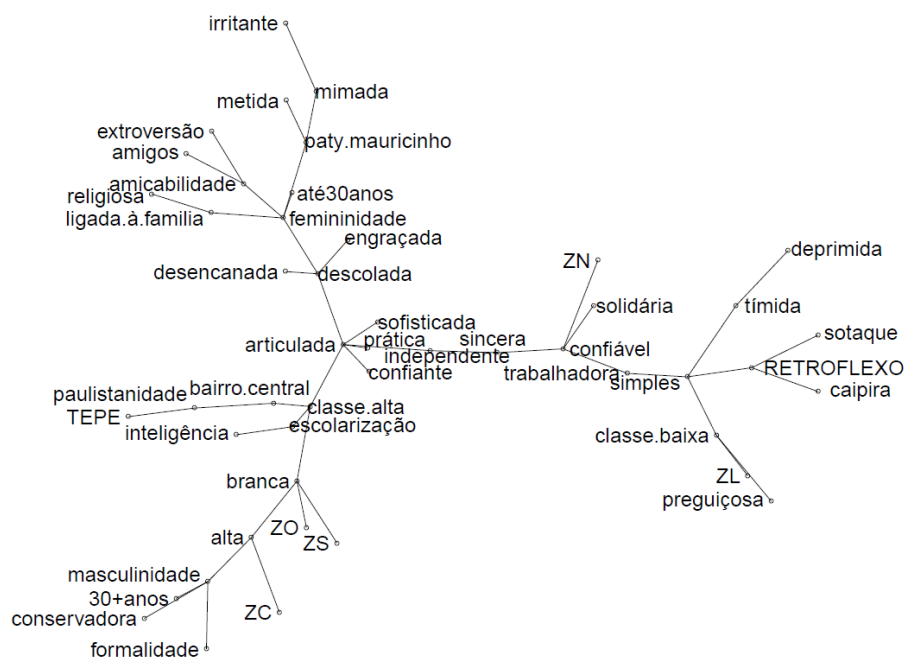 irritante
mimada
metida
extroversão
paty.mauricinho
amigos
amicabilidade
religiosa
até30anos
ligada.à.família
femininidade
engraçada
desencanada
descolada
ZN
deprimida
solidária
tímida
sofisticada
sotaque
articulada
prática
sincera
confiável
independente
confiante
trabalhadora
simples
RETROFLEXO
caipira
paulistanidade
bairro.central
classe.alta
TEPE
escolarização
inteligência
classe.baixa
branca
ZL
preguiçosa
ZO
alta
ZS
masculinidade
30+anos
ZC
conservadora
formalidade